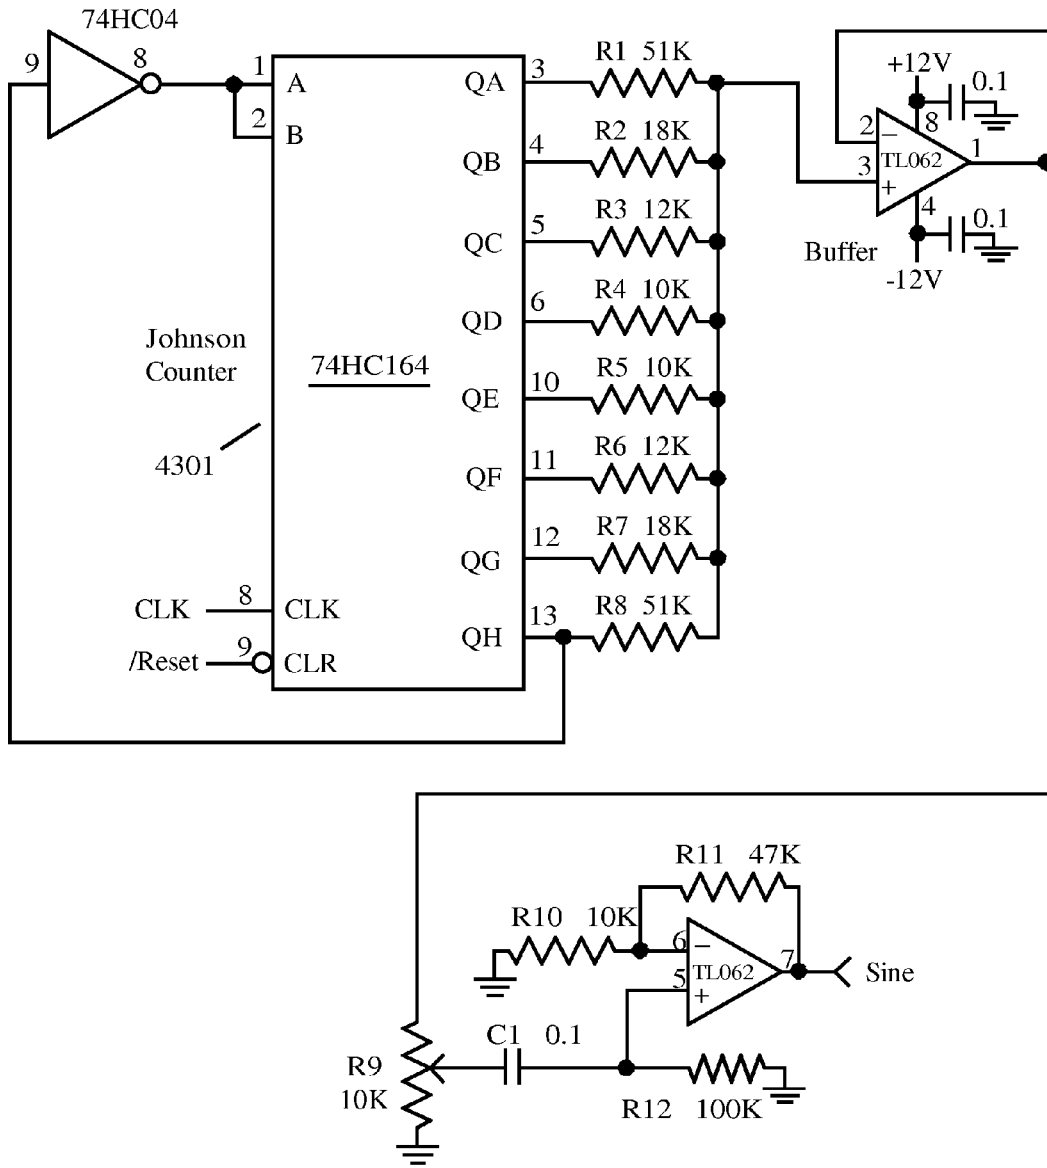 74HC04
9
8
1
A
2
B
QA
3
R1 51K
QB
4
R2 18K
QC
5
R3 12K
QD
6
R4 10K
QE
10
R5 10K
QF
11
R6 12K
QG
12
R7 18K
QH
13
R8 51K
Johnson
Counter
4301
74HC164
CLK
8
CLK
/Reset
9
CLR
+12V
0.1
8
2
−
TL062
1
3
+
4
0.1
Buffer
-12V
R11 47K
R10 10K
6
−
TL062
7
5
+
Sine
C1 0.1
R9
10K
R12 100K